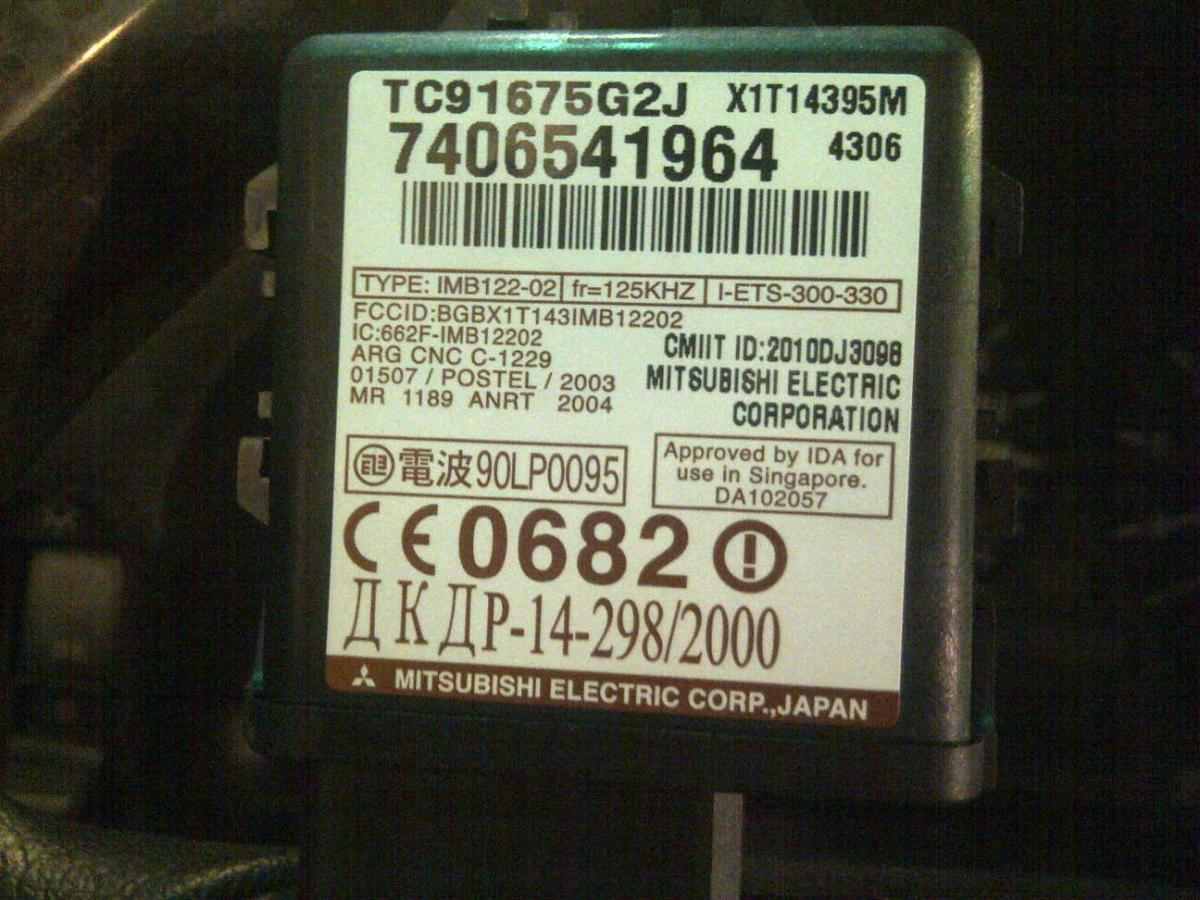 TC91675G2J X1T14395M
7406541964 4306
TYPE: IMB122-02 fr=125KHZ I-ETS-300-330
FCCID:BGBX1T143IMB12202
IC:662F-IMB12202
ARG CNC C-1229
01507 / POSTEL / 2003
MR 1189 ANRT 2004
CMIIT ID:2010DJ3098
MITSUBISHI ELECTRIC
CORPORATION
電波90LP0095
Approved by IDA for
use in Singapore.
DA102057
CE0682
ДКДР-14-298/2000
MITSUBISHI ELECTRIC CORP.,JAPAN